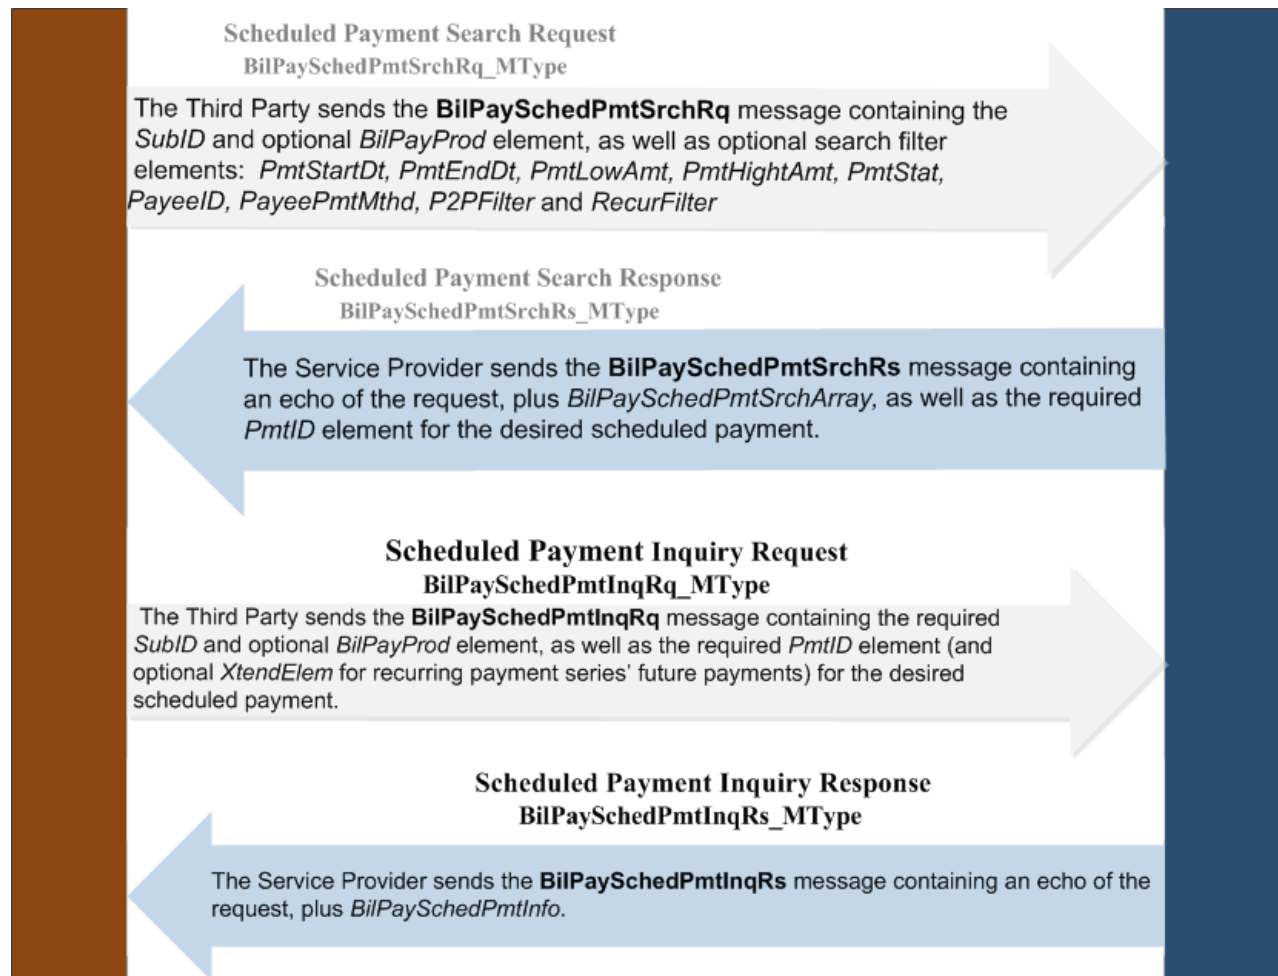 Scheduled Payment Search Request
BilPaySchedPmtSrchRq_MType
The Third Party sends the BilPaySchedPmtSrchRq message containing the
SubID and optional BilPayProd element, as well as optional search filter
elements: PmtStartDt, PmtEndDt, PmtLowAmt, PmtHightAmt, PmtStat,
PayeeID, PayeePmtMthd, P2PFilter and RecurFilter
Scheduled Payment Search Response
BilPaySchedPmtSrchRs_MType
The Service Provider sends the BilPaySchedPmtSrchRs message containing
an echo of the request, plus BilPaySchedPmtSrchArray, as well as the required
PmtID element for the desired scheduled payment.
Scheduled Payment Inquiry Request
BilPaySchedPmtInqRq_MType
The Third Party sends the BilPaySchedPmtInqRq message containing the required
SubID and optional BilPayProd element, as well as the required PmtID element (and
optional XtendElem for recurring payment series’ future payments) for the desired
scheduled payment.
Scheduled Payment Inquiry Response
BilPaySchedPmtInqRs_MType
The Service Provider sends the BilPaySchedPmtInqRs message containing an echo of the
request, plus BilPaySchedPmtInfo.